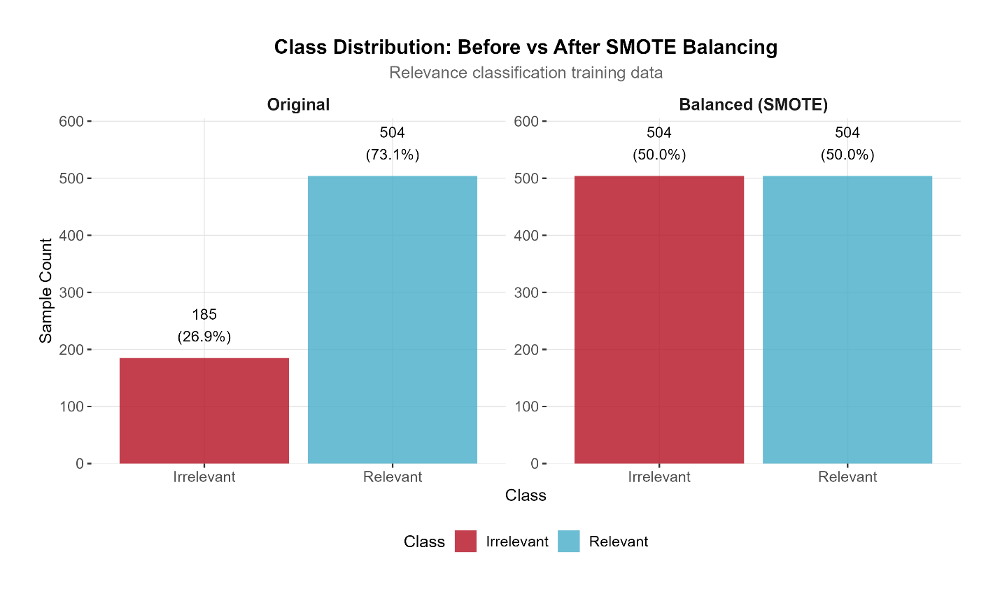 Class Distribution: Before vs After SMOTE Balancing
Relevance classification training data
Original
Balanced (SMOTE)
Sample Count
600
500
400
300
200
100
0
185
(26.9%)
504
(73.1%)
Irrelevant
Relevant
600
500
400
300
200
100
0
504
(50.0%)
504
(50.0%)
Irrelevant
Relevant
Class
Class Irrelevant Relevant